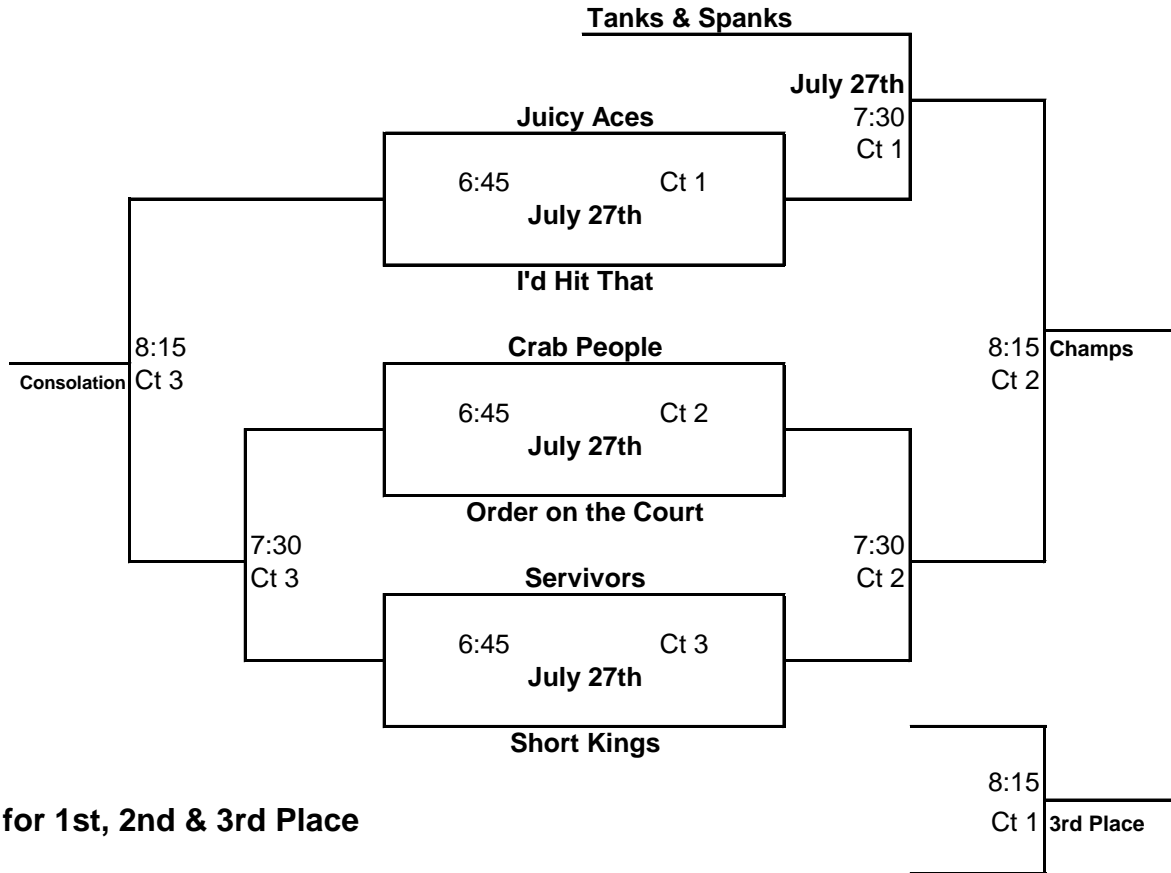 Tanks & Spanks
July 27th
7:30
Ct 1
Juicy Aces
6:45 Ct 1
July 27th
I'd Hit That
8:15
Ct 3
Consolation
Crab People
6:45 Ct 2
July 27th
Order on the Court
8:15
Ct 2
Champs
7:30
Ct 3
7:30
Ct 2
Servivors
6:45 Ct 3
July 27th
Short Kings
8:15
Ct 1
3rd Place
for 1st, 2nd & 3rd Place